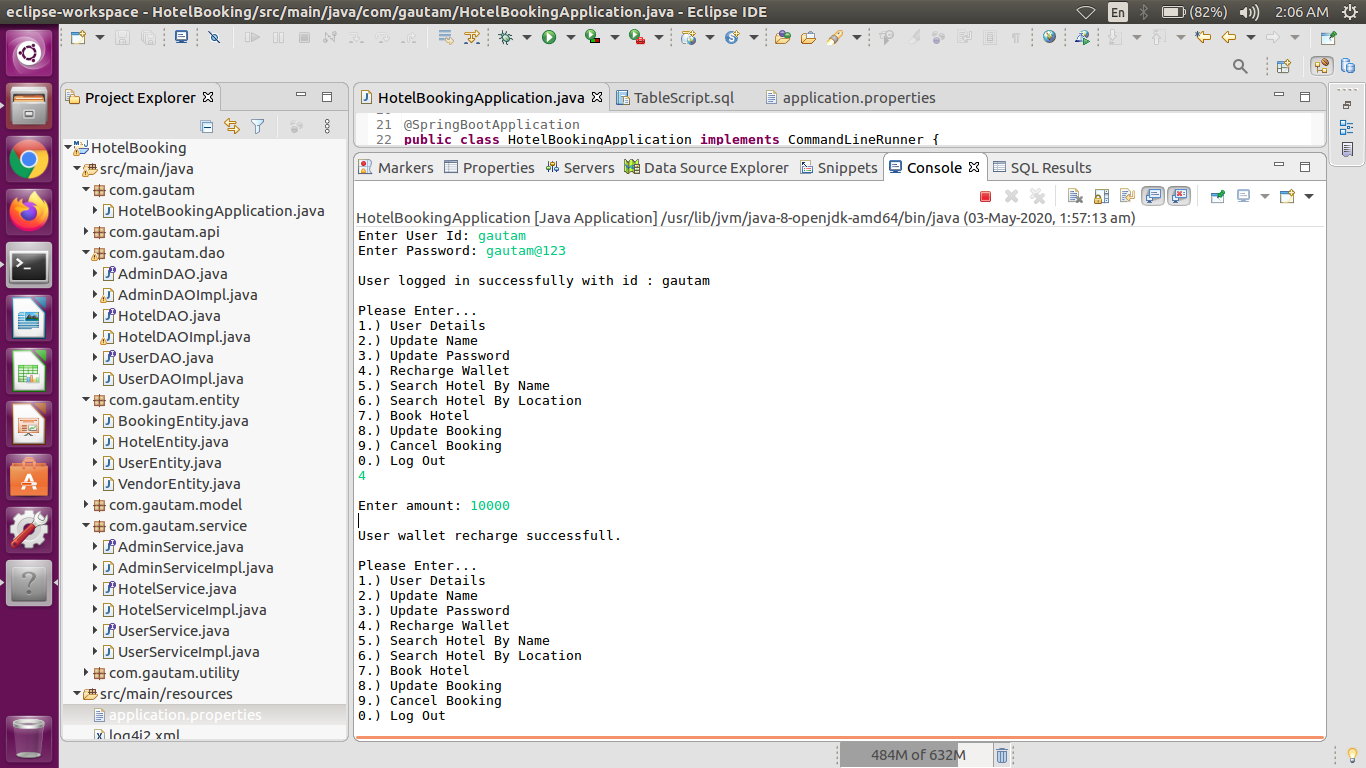 eclipse-workspace - HotelBooking/src/main/java/com/gautam/HotelBookingApplication.java - Eclipse IDE
En
(82%)
2:06 AM
Project Explorer
HotelBooking
src/main/java
com.gautam
HotelBookingApplication.java
com.gautam.api
com.gautam.dao
AdminDAO.java
AdminDAOImpl.java
HotelDAO.java
HotelDAOImpl.java
UserDAO.java
UserDAOImpl.java
com.gautam.entity
BookingEntity.java
HotelEntity.java
UserEntity.java
VendorEntity.java
com.gautam.model
com.gautam.service
AdminService.java
AdminServiceImpl.java
HotelService.java
HotelServiceImpl.java
UserService.java
UserServiceImpl.java
com.gautam.utility
src/main/resources
application.properties
log4j2.xml
HotelBookingApplication.java TableScript.sql application.properties
21 @SpringBootApplication
22 public class HotelBookingApplication implements CommandLineRunner {
Markers Properties Servers Data Source Explorer Snippets Console SQL Results
HotelBookingApplication [Java Application] /usr/lib/jvm/java-8-openjdk-amd64/bin/java (03-May-2020, 1:57:13 am)
Enter User Id: gautam
Enter Password: gautam@123
User logged in successfully with id : gautam
Please Enter...
1.) User Details
2.) Update Name
3.) Update Password
4.) Recharge Wallet
5.) Search Hotel By Name
6.) Search Hotel By Location
7.) Book Hotel
8.) Update Booking
9.) Cancel Booking
0.) Log Out
4
Enter amount: 10000
User wallet recharge successfull.
Please Enter...
1.) User Details
2.) Update Name
3.) Update Password
4.) Recharge Wallet
5.) Search Hotel By Name
6.) Search Hotel By Location
7.) Book Hotel
8.) Update Booking
9.) Cancel Booking
0.) Log Out
484M of 632M